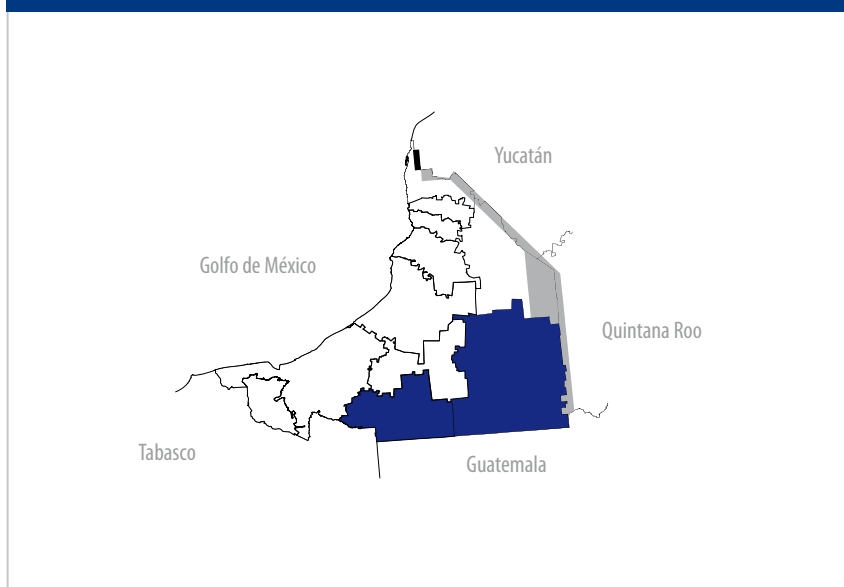 Yucatán
Golfo de México
Quintana Roo
Tabasco
Guatemala